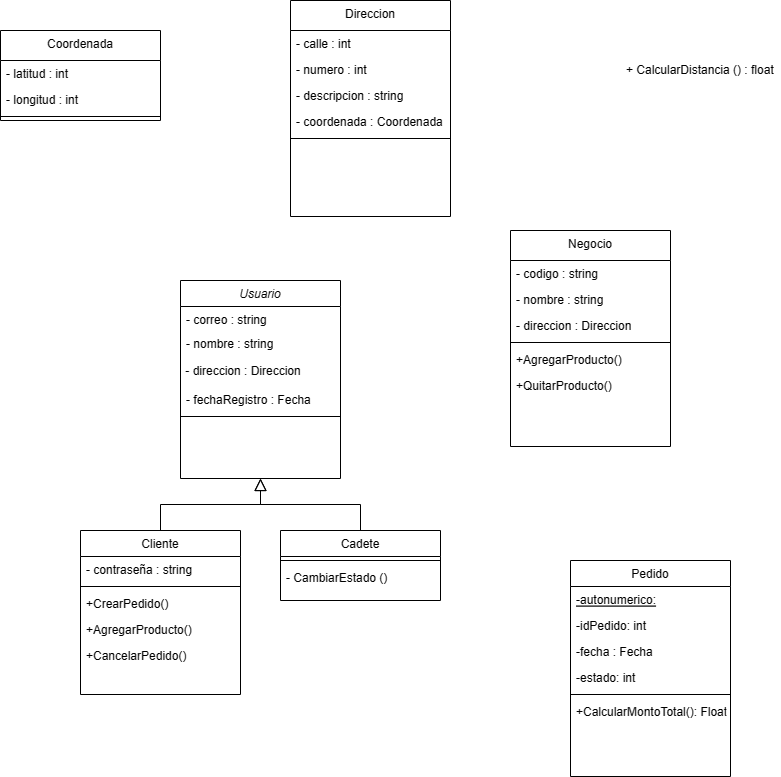 Coordenada
- latitud : int
- longitud : int
Direccion
- calle : int
- numero : int
- descripcion : string
- coordenada : Coordenada
+ CalcularDistancia () : float
Negocio
- codigo : string
- nombre : string
- direccion : Direccion
+AgregarProducto()
+QuitarProducto()
Usuario
- correo : string
- nombre : string
- direccion : Direccion
- fechaRegistro : Fecha
Cliente
- contraseña : string
+CrearPedido()
+AgregarProducto()
+CancelarPedido()
Cadete
- CambiarEstado ()
Pedido
-autonumerico:
-idPedido: int
-fecha : Fecha
-estado: int
+CalcularMontoTotal(): Float